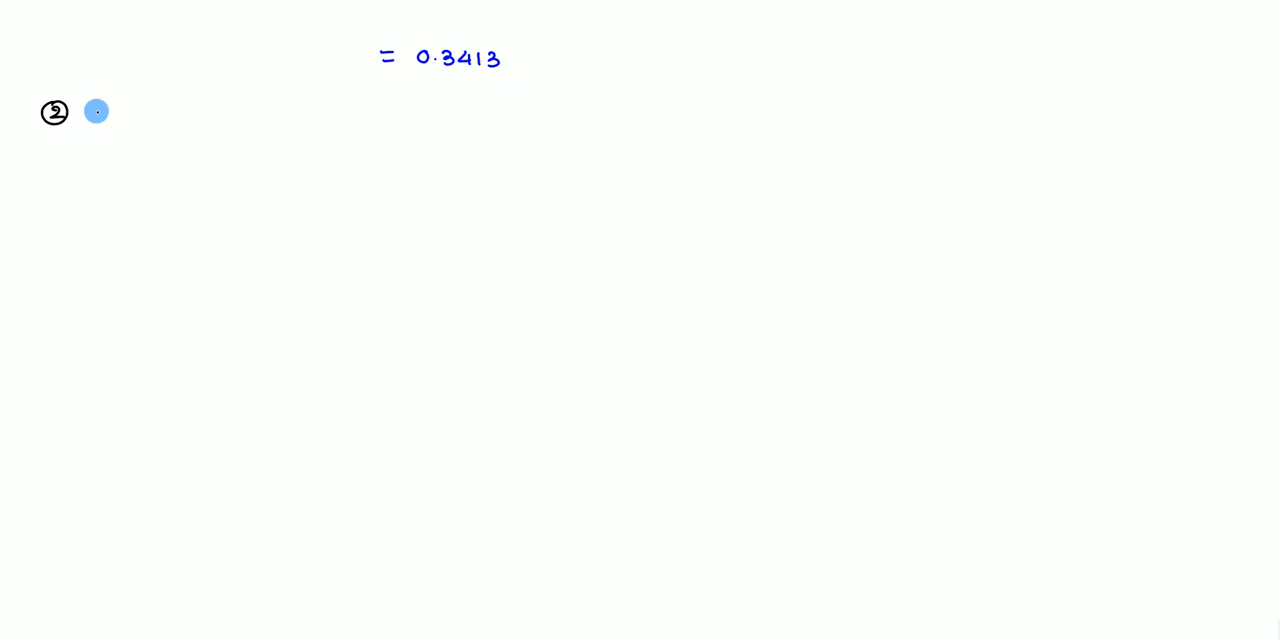 = 0.3413
②